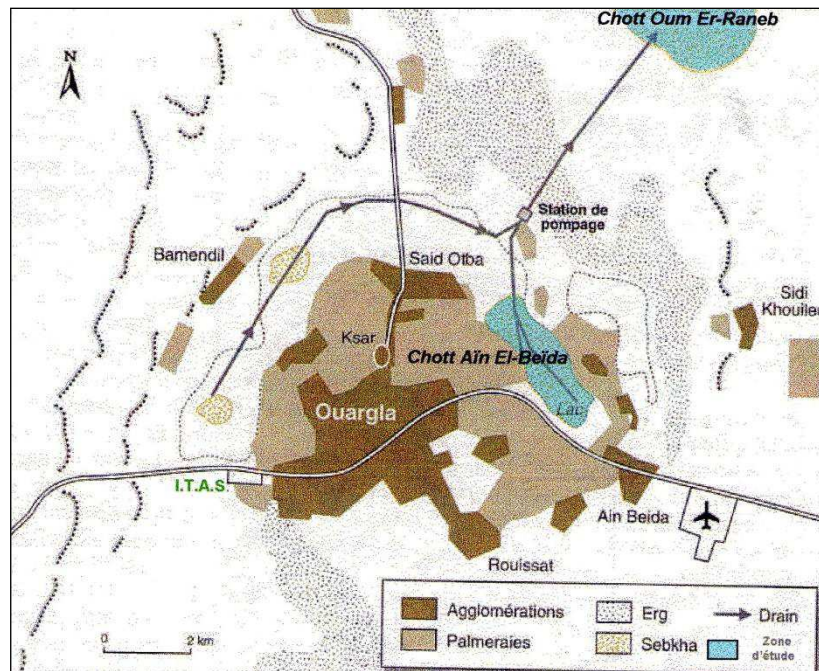 Chott Oum Er-Raneb
N
Station de
pompage
Bamendil
Said Otba
Sidi
Khouiled
Ksar
Chott Aïn El-Beïda
Ouargla
Lac
I.T.A.S.
Ain Beida
Rouissat
0 2 km
Agglomérations
Palmeraies
Erg
Sebkha
Drain
Zone
d'étude